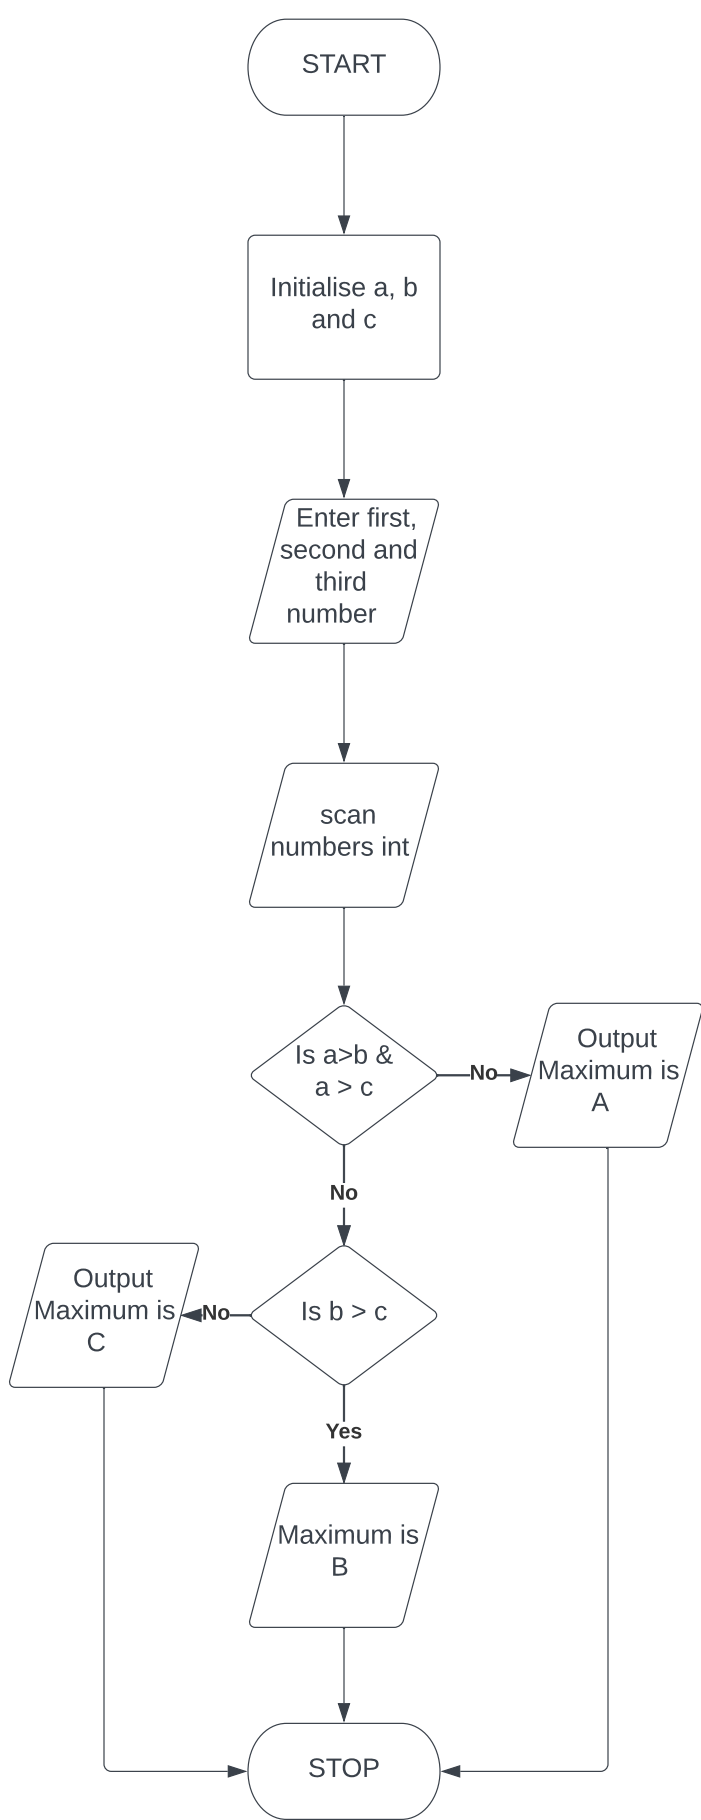 START
Initialise a, b
and c
Enter first,
second and
third
number
scan
numbers int
Is a>b &
a > c
No
Output
Maximum is
A
No
Output
Maximum is
C
No
Is b > c
Yes
Maximum is
B
STOP